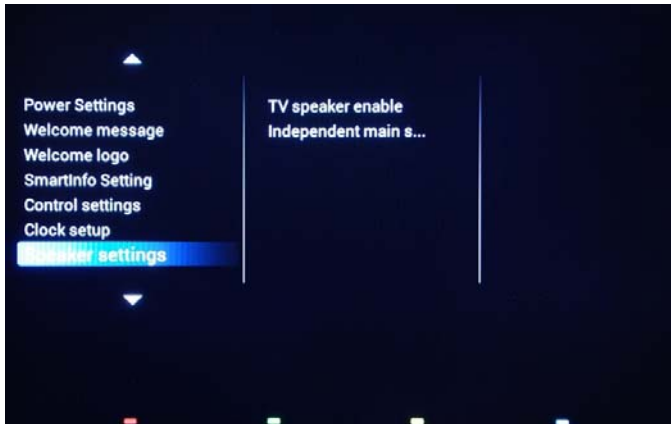 Power Settings
Welcome message
Welcome logo
SmartInfo Setting
Control settings
Clock setup
Speaker settings
TV speaker enable
Independent main s...